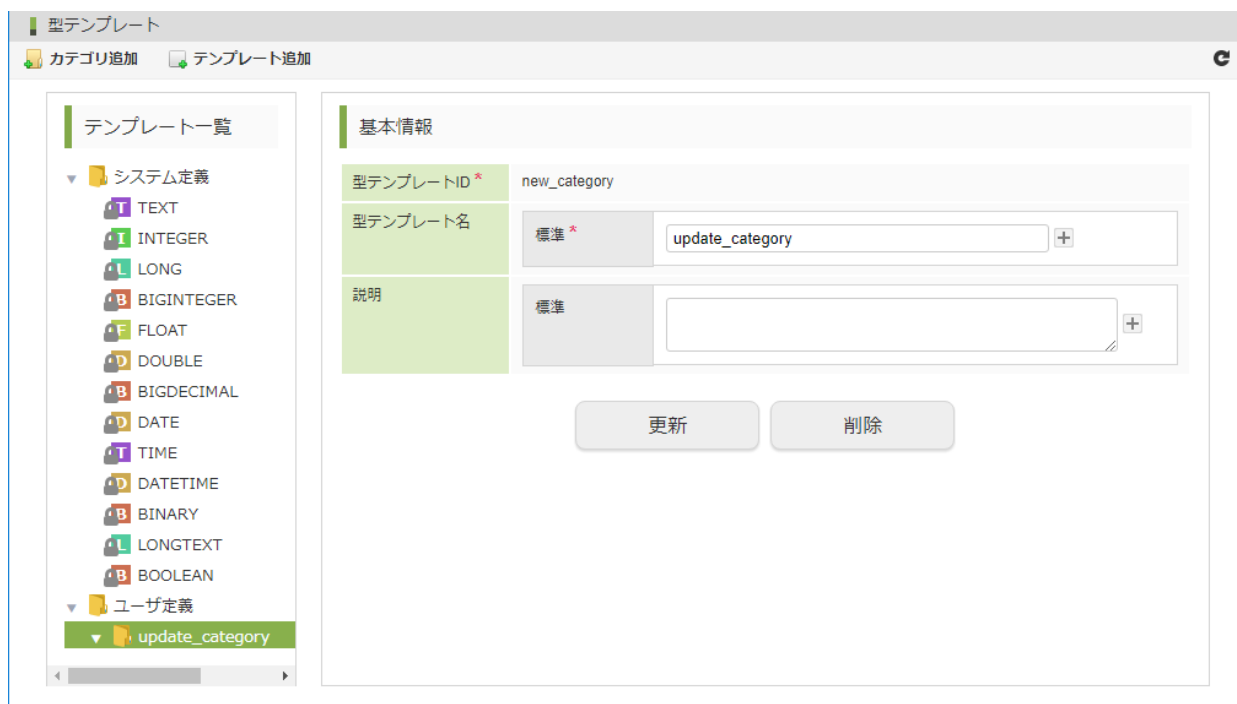 型テンプレート
カテゴリ追加 テンプレート追加
テンプレート一覧
システム定義
TEXT
INTEGER
LONG
BIGINTEGER
FLOAT
DOUBLE
BIGDECIMAL
DATE
TIME
DATETIME
BINARY
LONGTEXT
BOOLEAN
ユーザ定義
update_category
基本情報
型テンプレートID * new_category
型テンプレート名 標準 * update_category
説明 標準
更新 削除